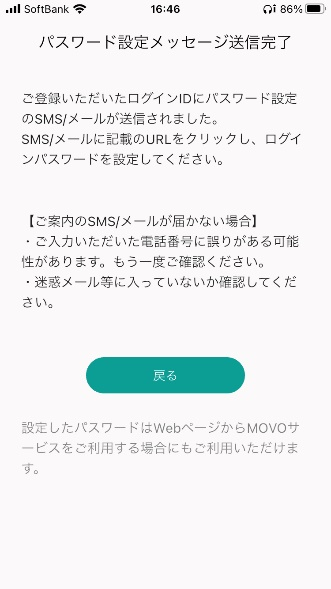 SoftBank 16:46 86%
パスワード設定メッセージ送信完了
ご登録いただいたログインIDにパスワード設定
のSMS/メールが送信されました。
SMS/メールに記載のURLをクリックし、ログイ
ンパスワードを設定してください。
【ご案内のSMS/メールが届かない場合】
・ご入力いただいた電話番号に誤りがある可能
性があります。もう一度ご確認ください。
・迷惑メール等に入っていないか確認してくだ
さい。
戻る
設定したパスワードはWebページからMOVOサ
ービスをご利用する場合にもご利用いただけま
す。